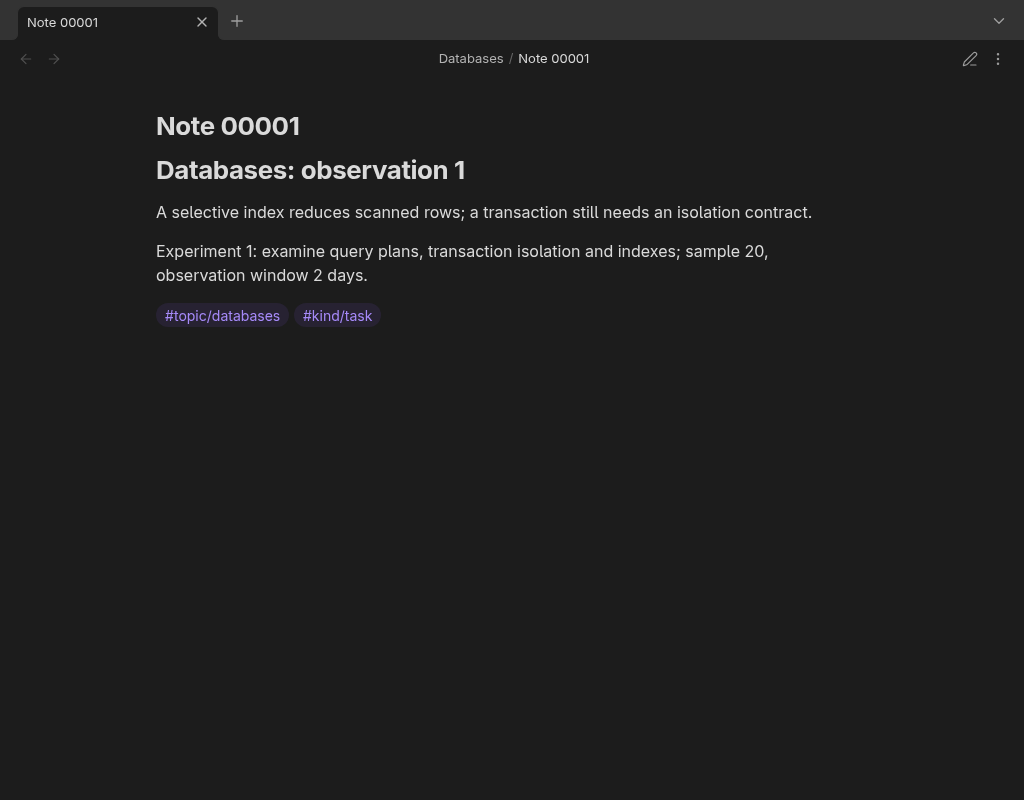 Note 00001
Databases / Note 00001
Note 00001
Databases: observation 1
A selective index reduces scanned rows; a transaction still needs an isolation contract.
Experiment 1: examine query plans, transaction isolation and indexes; sample 20,
observation window 2 days.
#topic/databases #kind/task